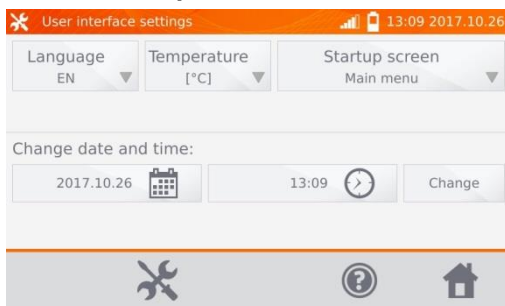 User interface settings 13:09 2017.10.26
Language Temperature Startup screen
EN [°C] Main menu
Change date and time:
2017.10.26 13:09 Change